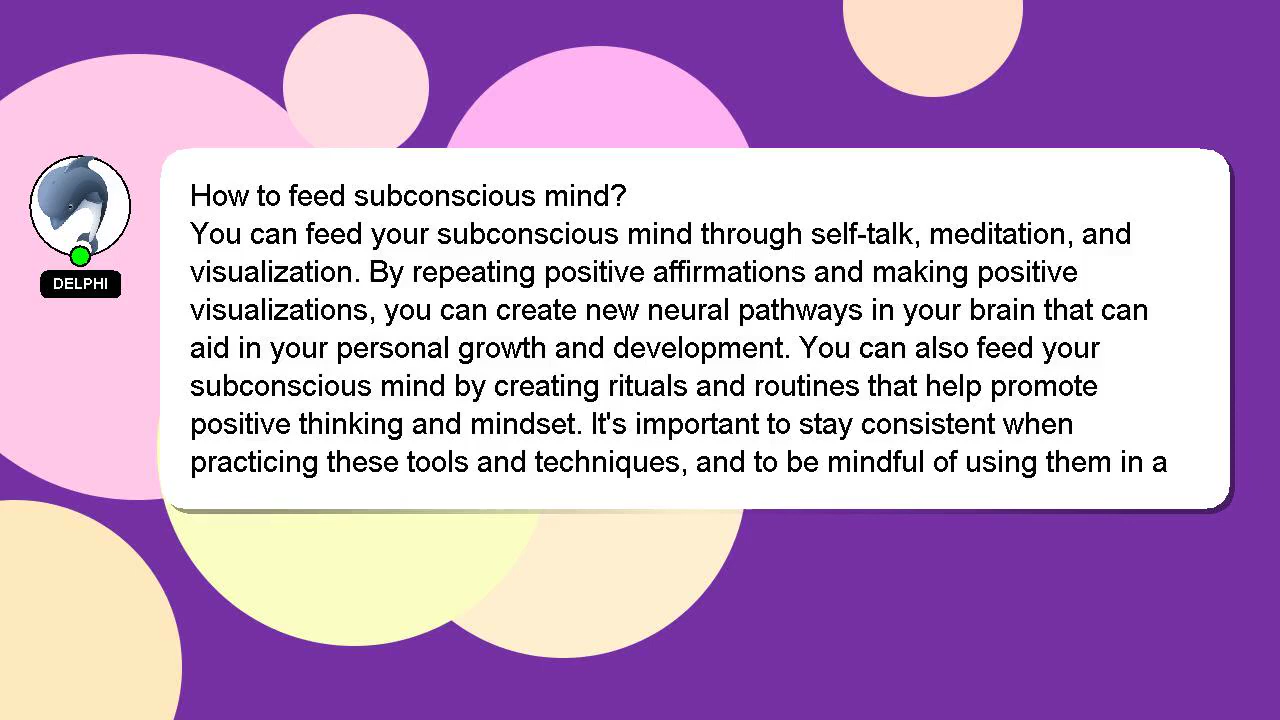 DELPHI
How to feed subconscious mind?
You can feed your subconscious mind through self-talk, meditation, and
visualization. By repeating positive affirmations and making positive
visualizations, you can create new neural pathways in your brain that can
aid in your personal growth and development. You can also feed your
subconscious mind by creating rituals and routines that help promote
positive thinking and mindset. It's important to stay consistent when
practicing these tools and techniques, and to be mindful of using them in a